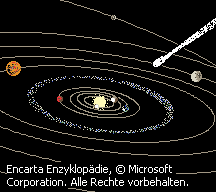 Encarta Enzyklopädie, © Microsoft
Corporation. Alle Rechte vorbehalten.